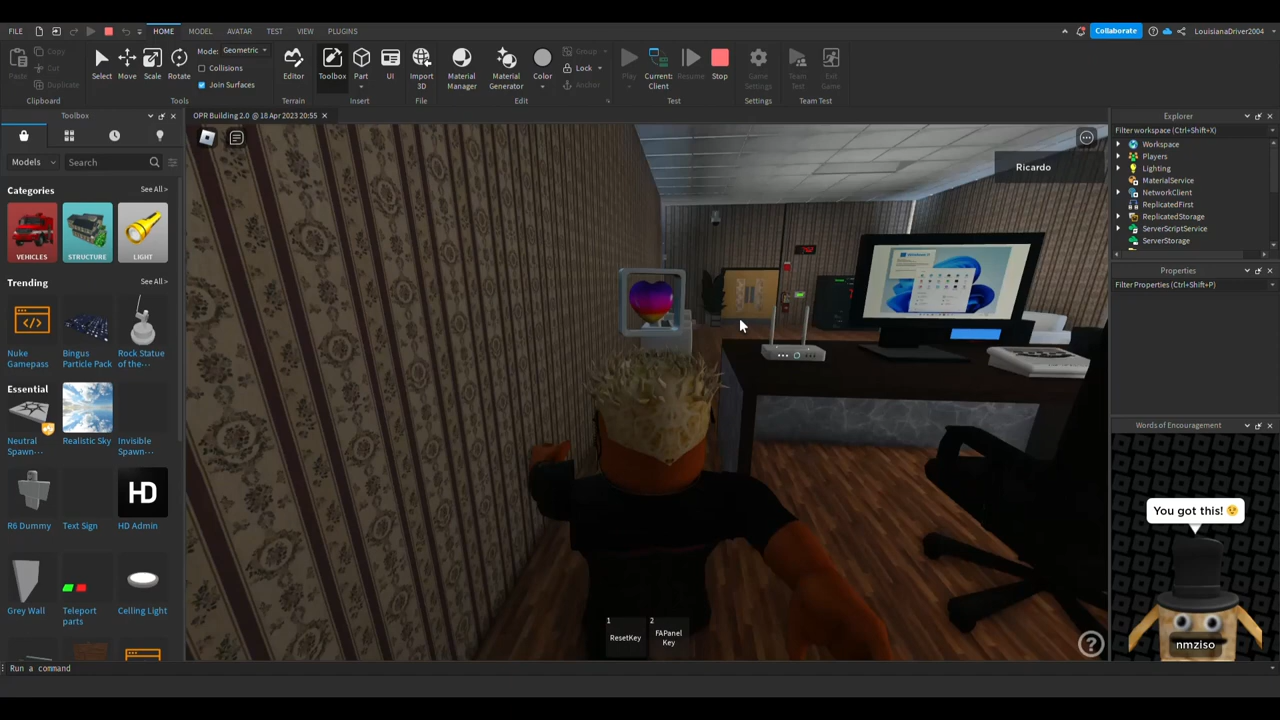 FILE HOME MODEL AVATAR TEST VIEW PLUGINS Collaborate LouisianaDriver2004
Paste Copy Cut Duplicate
Select Move Scale Rotate
Mode: Geometric
Collisions
Join Surfaces
Editor Toolbox Part UI Import 3D Material Manager Material Generator Color Group Lock Anchor
Play Current: Client Resume Stop Game Settings Team Test Exit Game
Clipboard Tools Terrain Insert File Edit Test Settings Team Test
Toolbox
OPR Building 2.0 @ 18 Apr 2023 20:55
Models Search
Categories See All >
VEHICLES STRUCTURE LIGHT
Trending See All >
Nuke Gamepass
Bingus Particle Pack
Rock Statue of the···
Essential See All >
Neutral Spawn···
Realistic Sky
Invisible Spawn···
HD
R6 Dummy Text Sign HD Admin
Grey Wall
Teleport parts
Celling Light
Ricardo
1 ResetKey
2 FAPanel Key
Explorer
Filter workspace (Ctrl+Shift+X)
Workspace
Players
Lighting
MaterialService
NetworkClient
ReplicatedFirst
ReplicatedStorage
ServerScriptService
ServerStorage
Properties
Filter Properties (Ctrl+Shift+P)
Words of Encouragement
You got this! 😉
nmziso
Run a command